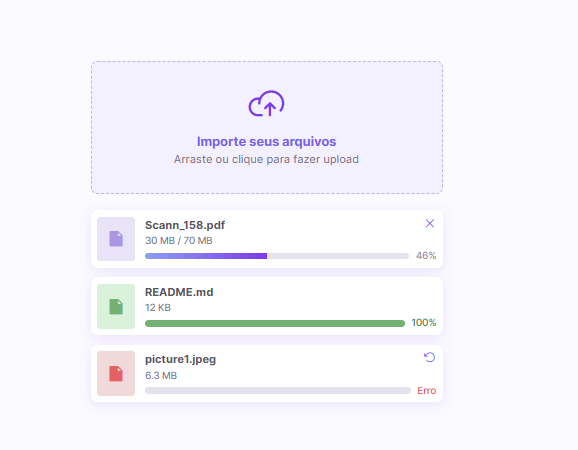 Importe seus arquivos
Arraste ou clique para fazer upload
Scann_158.pdf
30 MB / 70 MB
46%
README.md
12 KB
100%
picture1.jpeg
6.3 MB
Erro